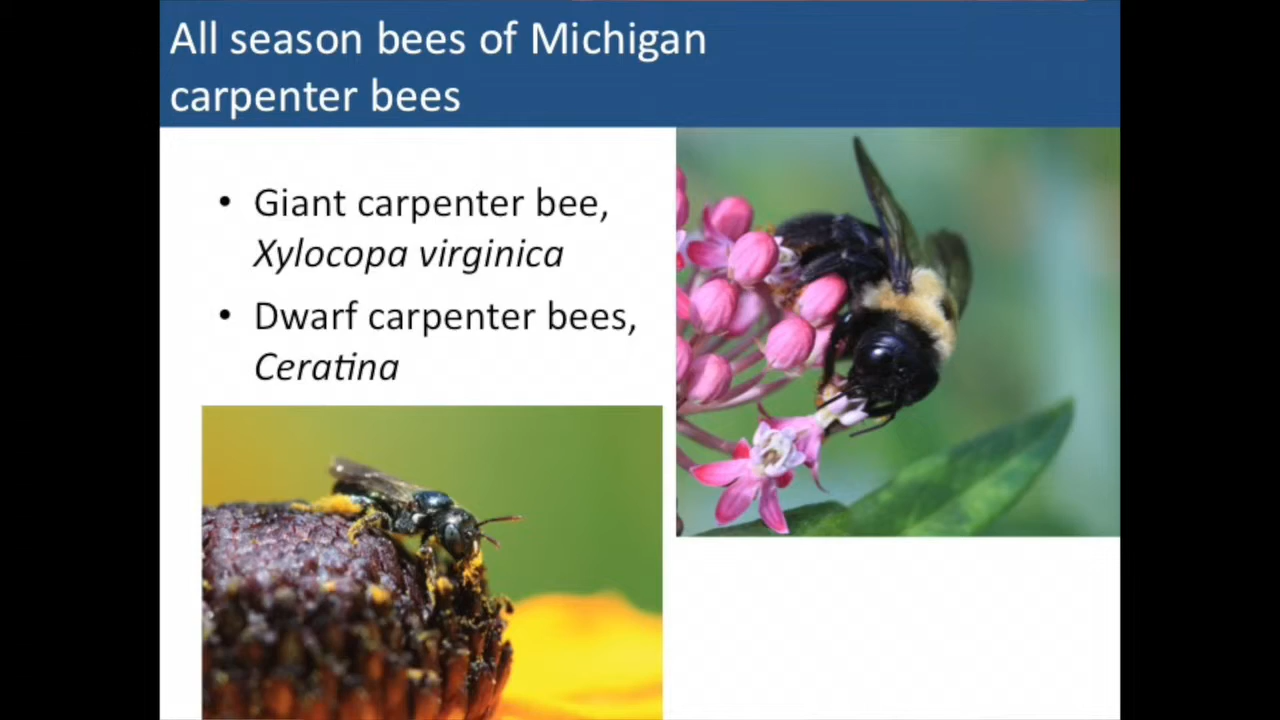 All season bees of Michigan
carpenter bees
• Giant carpenter bee,
Xylocopa virginica
• Dwarf carpenter bees,
Ceratina